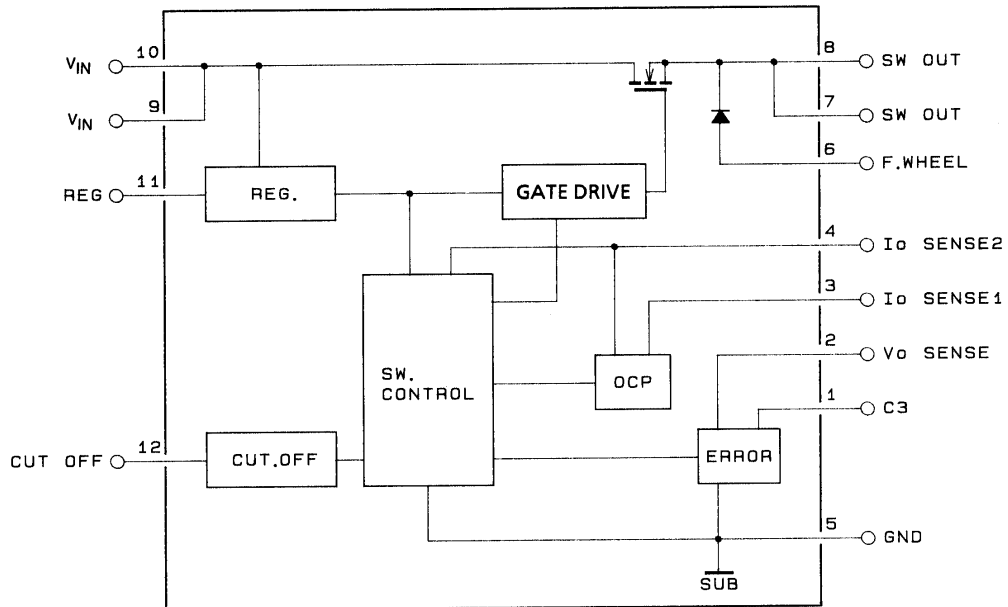 10
8
VIN
SW OUT
9
7
VIN
SW OUT
6
F.WHEEL
11
REG
REG.
GATE DRIVE
4
Io SENSE2
3
Io SENSE1
2
Vo SENSE
SW.
CONTROL
OCP
1
C3
12
CUT OFF
CUT.OFF
ERROR
5
GND
SUB